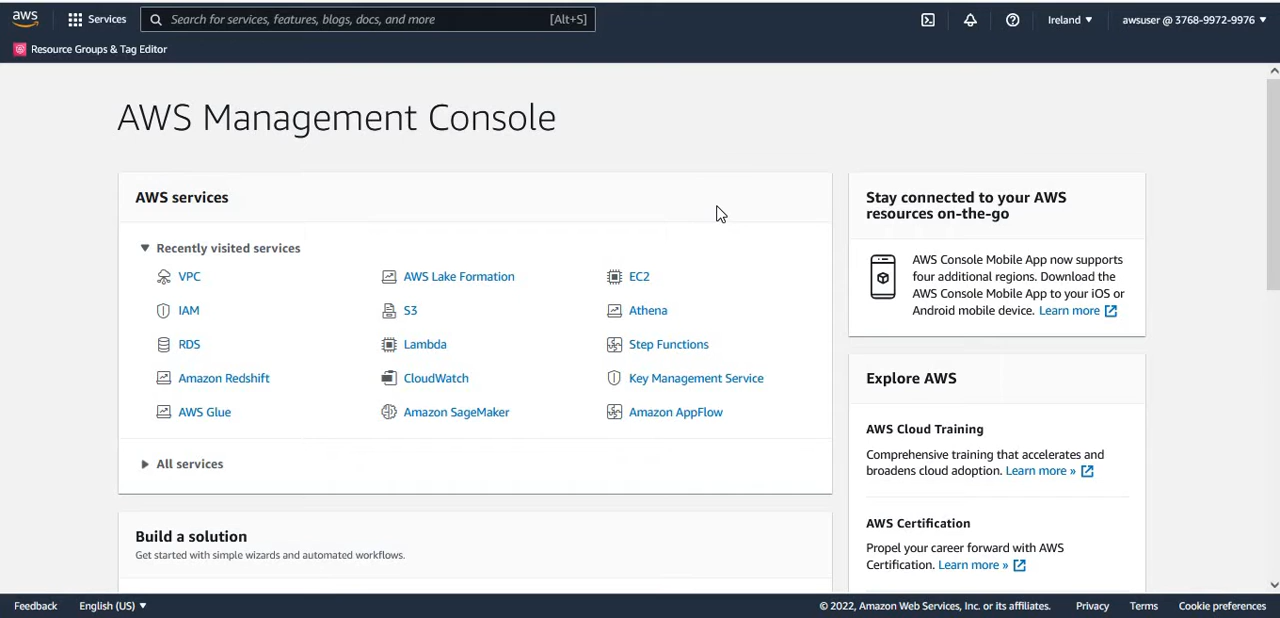 aws
Services
Search for services, features, blogs, docs, and more
[Alt+S]
Ireland
awsuser @ 3768-9972-9976
Resource Groups & Tag Editor
AWS Management Console
AWS services
Recently visited services
VPC
AWS Lake Formation
EC2
IAM
S3
Athena
RDS
Lambda
Step Functions
Amazon Redshift
CloudWatch
Key Management Service
AWS Glue
Amazon SageMaker
Amazon AppFlow
All services
Build a solution
Get started with simple wizards and automated workflows.
Stay connected to your AWS
resources on-the-go
AWS Console Mobile App now supports
four additional regions. Download the
AWS Console Mobile App to your iOS or
Android mobile device. Learn more
Explore AWS
AWS Cloud Training
Comprehensive training that accelerates and
broadens cloud adoption. Learn more »
AWS Certification
Propel your career forward with AWS
Certification. Learn more »
Feedback
English (US)
© 2022, Amazon Web Services, Inc. or its affiliates.
Privacy
Terms
Cookie preferences